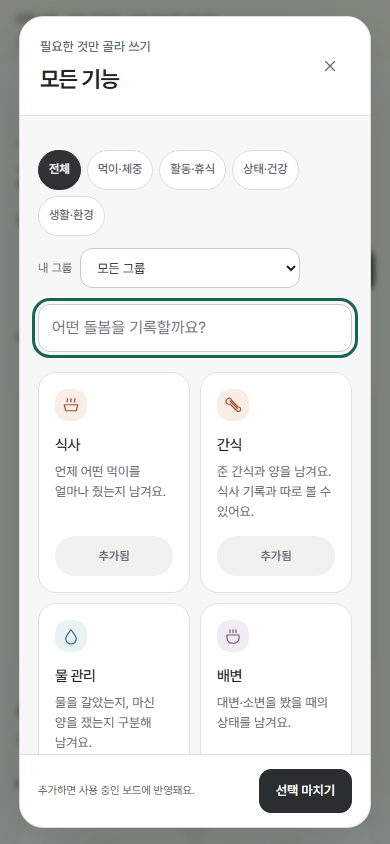 필요한 것만 골라 쓰기
모든 기능
전체
먹이·체중
활동·휴식
상태·건강
생활·환경
내 그룹
모든 그룹
어떤 돌봄을 기록할까요?
식사
언제 어떤 먹이를
얼마나 줬는지 남겨요.
추가됨
간식
준 간식과 양을 남겨요.
식사 기록과 따로 볼 수
있어요.
추가됨
물 관리
물을 갈았는지, 마신
양을 쟀는지 구분해
남겨요.
배변
대변·소변을 봤을 때의
상태를 남겨요.
추가하면 사용 중인 보드에 반영돼요.
선택 마치기